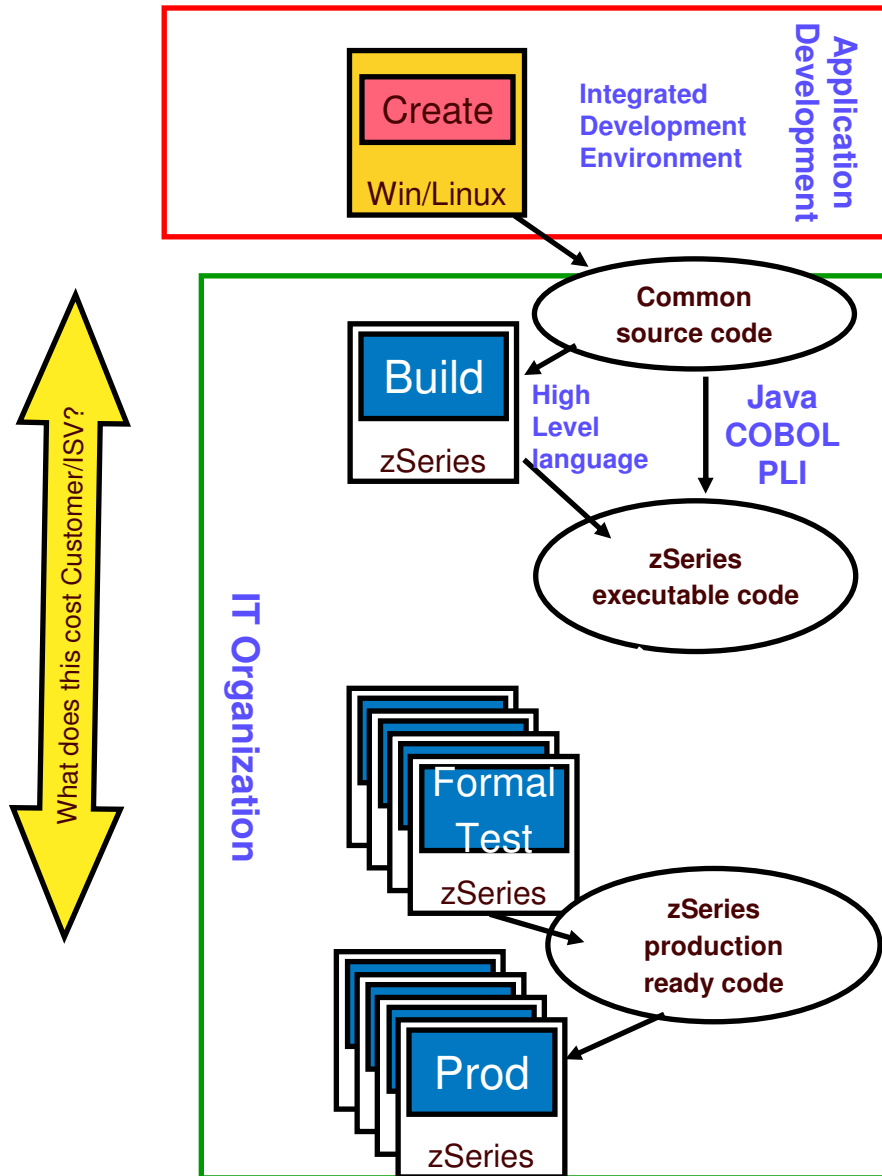 Application
Development
Create
Win/Linux
Integrated
Development
Environment
Common
source code
Build
zSeries
High
Level
language
Java
COBOL
PLI
What does this cost Customer/ISV?
zSeries
executable code
IT Organization
Formal
Test
zSeries
zSeries
production
ready code
Prod
zSeries